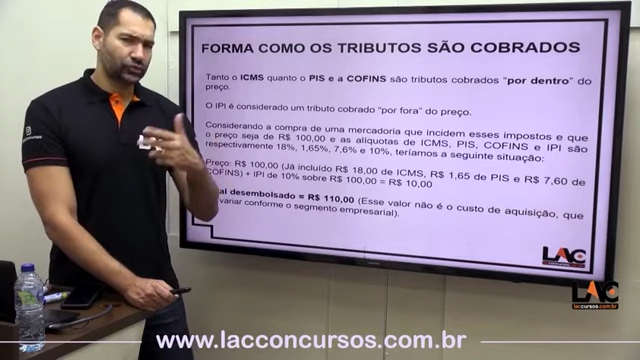 FORMA COMO OS TRIBUTOS SÃO COBRADOS
Tanto o ICMS quanto o PIS e a COFINS são tributos cobrados “por dentro” do
preço.
O IPI é considerado um tributo cobrado “por fora” do preço.
Considerando a compra de uma mercadoria que incidem esses impostos e que
o preço seja de R$ 100,00 e as alíquotas de ICMS, PIS, COFINS e IPI são
respectivamente 18%, 1,65%, 7,6% e 10%, teríamos a seguinte situação:
Preço: R$ 100,00 (Já incluído R$ 18,00 de ICMS, R$ 1,65 de PIS e R$ 7,60 de
COFINS) + IPI de 10% sobre R$ 100,00 = R$ 10,00
desembolsado = R$ 110,00 (Esse valor não é o custo de aquisição, que
variar conforme o segmento empresarial).
LAC
LAC
laccursos.com.br
www.lacconcursos.com.br